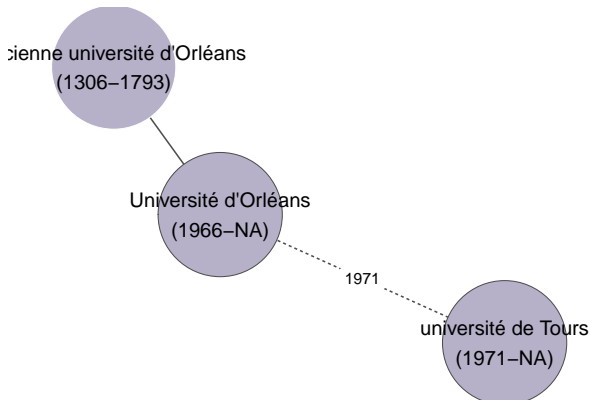 cienne université d'Orléans
(1306–1793)
Université d'Orléans
(1966–NA)
1971
université de Tours
(1971–NA)